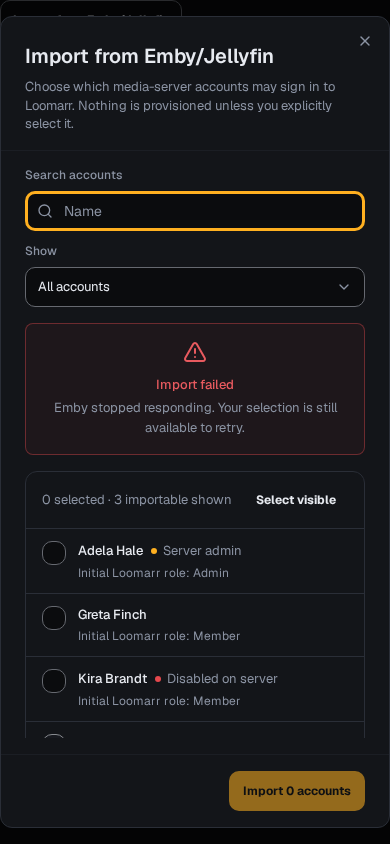 Import from Emby/Jellyfin
Choose which media-server accounts may sign in to
Loomarr. Nothing is provisioned unless you explicitly
select it.
Search accounts
Name
Show
All accounts
Import failed
Emby stopped responding. Your selection is still
available to retry.
0 selected · 3 importable shown
Select visible
Adela Hale
Server admin
Initial Loomarr role: Admin
Greta Finch
Initial Loomarr role: Member
Kira Brandt
Disabled on server
Initial Loomarr role: Member
Import 0 accounts